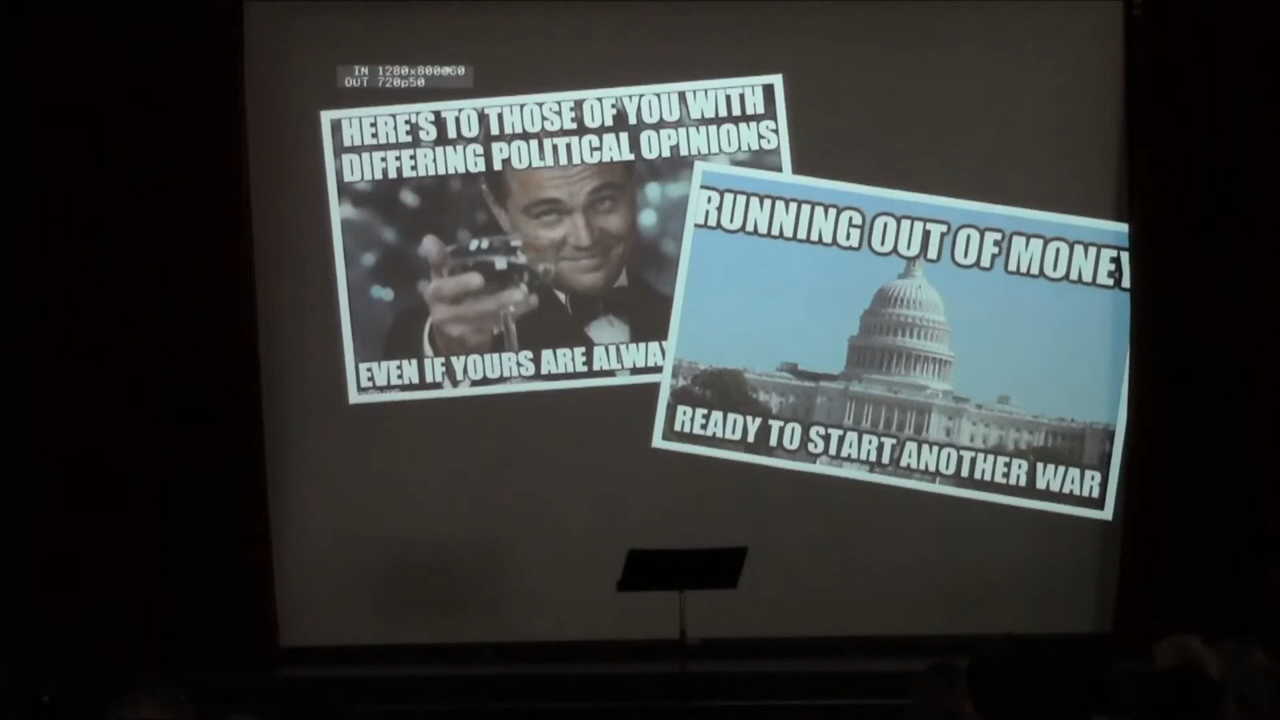 IN 1280x800@60
OUT 720p50
HERE'S TO THOSE OF YOU WITH
DIFFERING POLITICAL OPINIONS
EVEN IF YOURS ARE ALWA
RUNNING OUT OF MONEY
READY TO START ANOTHER WAR